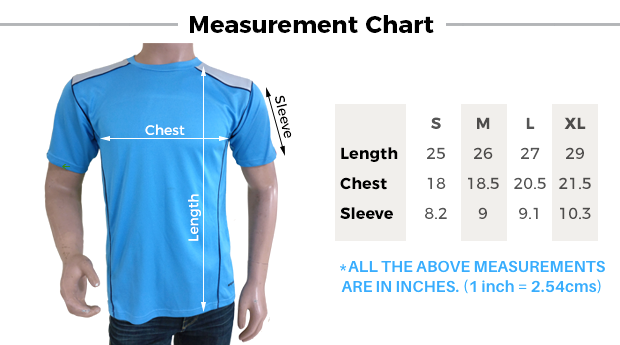 Measurement Chart
Chest
Length
Sleeve
S M L XL
Length 25 26 27 29
Chest 18 18.5 20.5 21.5
Sleeve 8.2 9 9.1 10.3
*ALL THE ABOVE MEASUREMENTS
ARE IN INCHES. (1 inch = 2.54cms)